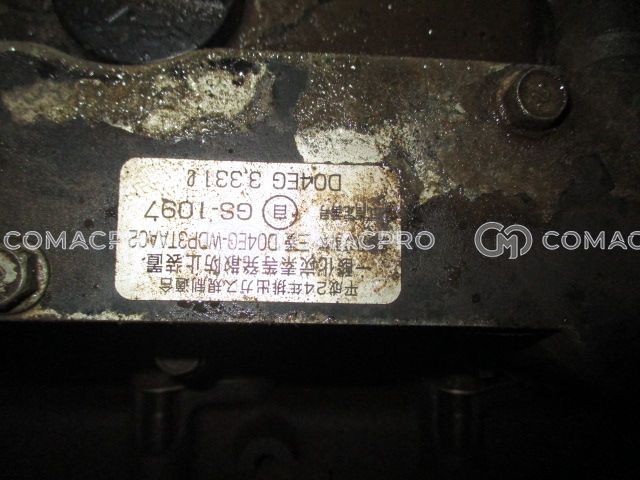 平成24年排出ガス規制適合
一酸化炭素等発散防止装置
三菱 D04EG-WDP3TAAC2
自 GS-1097
D04EG 3.331ℓ
COMACPRO
COMACPRO